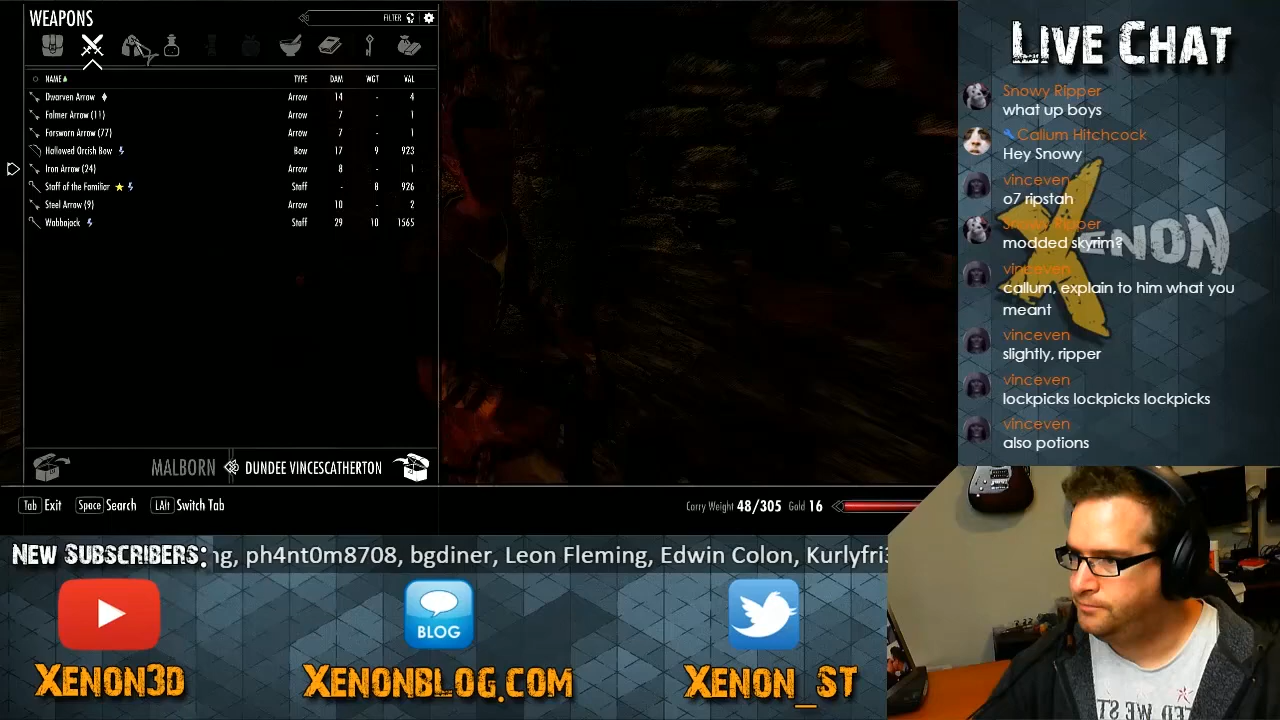 WEAPONS
FILTER
NAME TYPE DAM WGT VAL
Dwarven Arrow Arrow 14 - 4
Falmer Arrow (11) Arrow 7 - 1
Forsworn Arrow (77) Arrow 7 - 1
Hallowed Orcish Bow Bow 17 9 923
Iron Arrow (24) Arrow 8 - 1
Staff of the Familiar Staff - 8 926
Steel Arrow (9) Arrow 10 - 2
Wabbajack Staff 29 10 1565
MALBORN DUNDEE VINCESCATHERTON
Tab Exit Space Search LAlt Switch Tab
Carry Weight 48/305 Gold 16
LIVE CHAT
Snowy Ripper
what up boys
Callum Hitchcock
Hey Snowy
vinceven
o7 ripstah
Snowy Ripper
modded skyrim?
vinceven
callum, explain to him what you
meant
vinceven
slightly, ripper
vinceven
lockpicks lockpicks lockpicks
vinceven
also potions
XENON
NEW SUBSCRIBERS: ng, ph4nt0m8708, bgdiner, Leon Fleming, Edwin Colon, Kurlyfri
BLOG
XENON3D
XENONBLOG.COM
XENON_ST